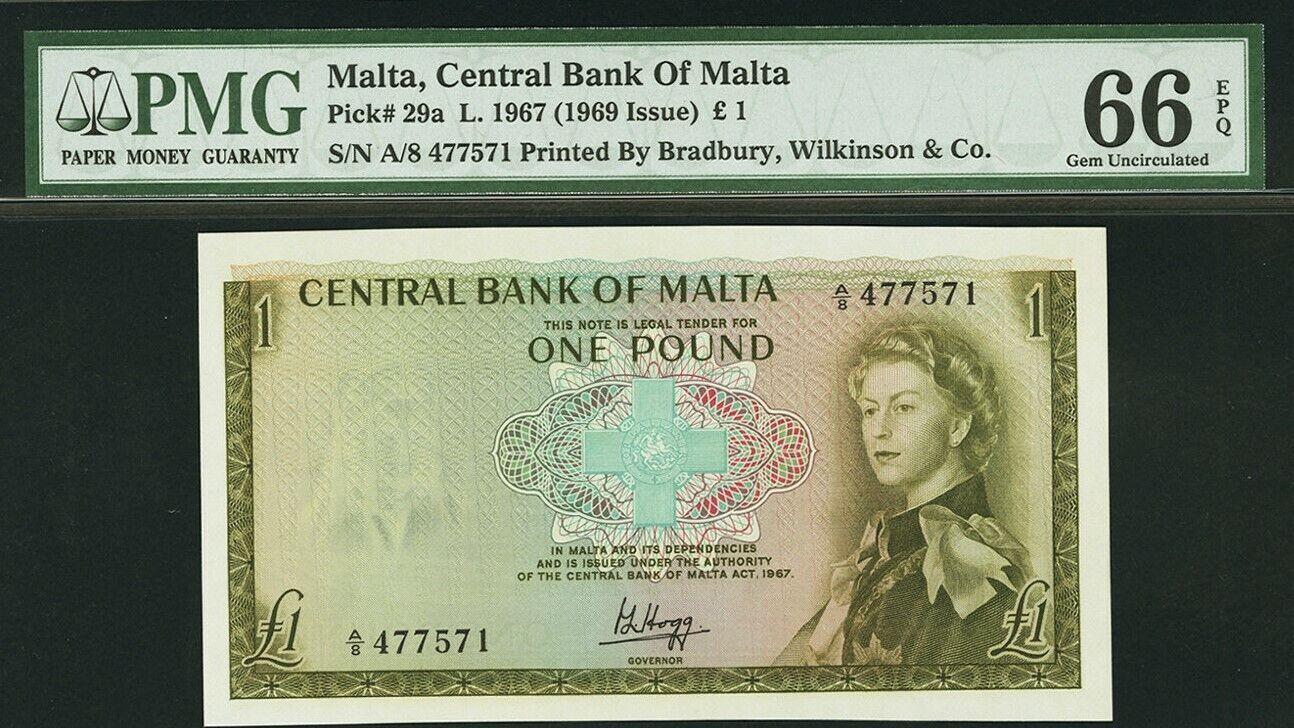 PMG
PAPER MONEY GUARANTY
Malta, Central Bank Of Malta
Pick# 29a L. 1967 (1969 Issue) £ 1
S/N A/8 477571 Printed By Bradbury, Wilkinson & Co.
66
EPQ
Gem Uncirculated
1
CENTRAL BANK OF MALTA
A/8 477571
1
THIS NOTE IS LEGAL TENDER FOR
ONE POUND
IN MALTA AND ITS DEPENDENCIES
AND IS ISSUED UNDER THE AUTHORITY
OF THE CENTRAL BANK OF MALTA ACT, 1967.
£1
A/8 477571
Hogg.
GOVERNOR
£1